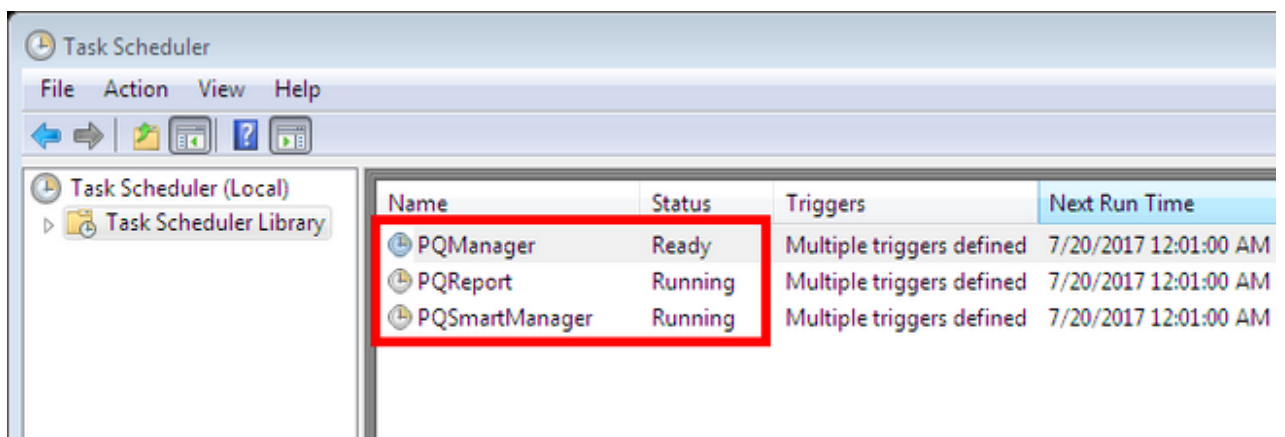 Task Scheduler
File Action View Help
Task Scheduler (Local)
Task Scheduler Library
Name Status Triggers Next Run Time
PQManager Ready Multiple triggers defined 7/20/2017 12:01:00 AM
PQReport Running Multiple triggers defined 7/20/2017 12:01:00 AM
PQSmartManager Running Multiple triggers defined 7/20/2017 12:01:00 AM